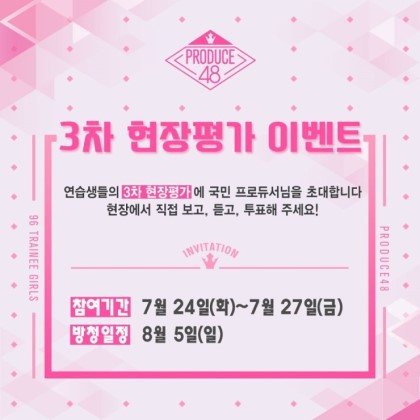 PRODUCE
48
3차 현장평가 이벤트
연습생들의 3차 현장평가에 국민 프로듀서님을 초대합니다
현장에서 직접 보고, 듣고, 투표해 주세요!
INVITATION
96 TRAINEE GIRLS
PRODUCE48
참여기간 7월 24일(화)~7월 27일(금)
방청일정 8월 5일(일)